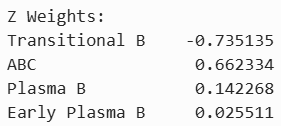 Z Weights:
Transitional B    -0.735135
ABC                0.662334
Plasma B           0.142268
Early Plasma B     0.025511